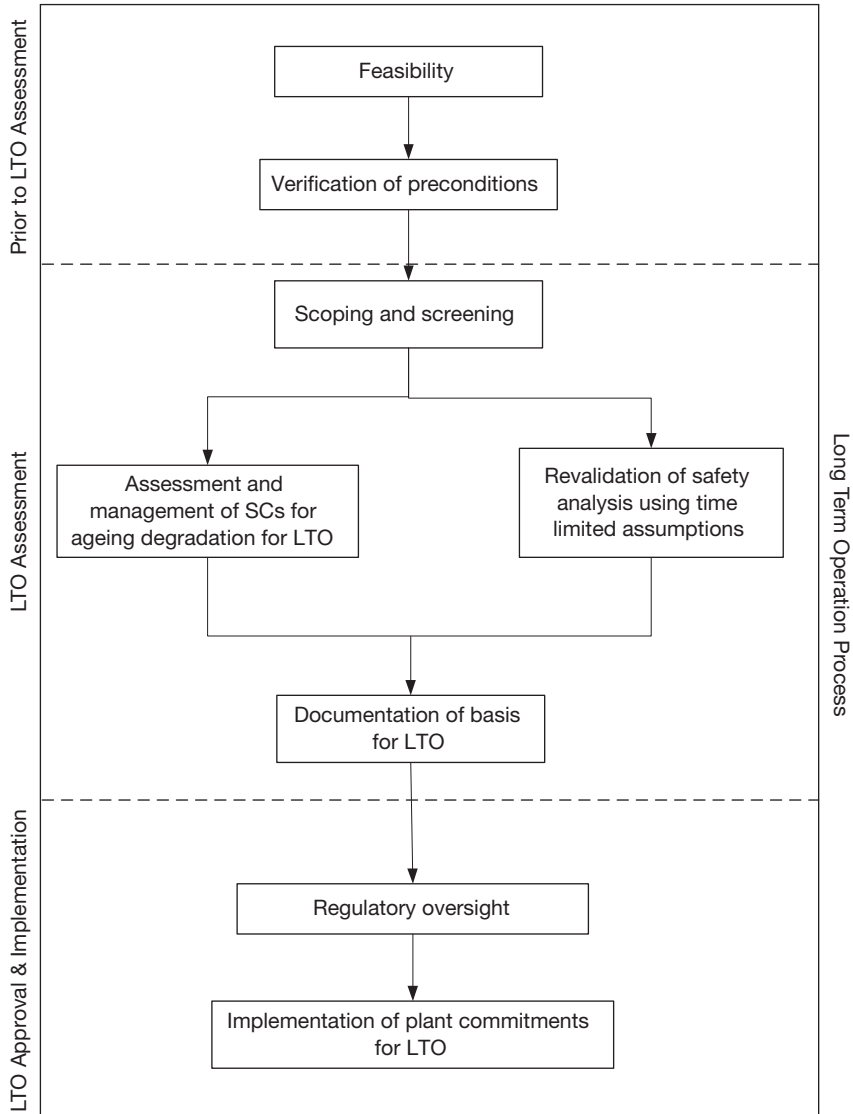 Prior to LTO Assessment
Feasibility
Verification of preconditions
LTO Assessment
Scoping and screening
Assessment and
management of SCs for
ageing degradation for LTO
Revalidation of safety
analysis using time
limited assumptions
Documentation of basis
for LTO
LTO Approval & Implementation
Regulatory oversight
Implementation of plant commitments
for LTO
Long Term Operation Process